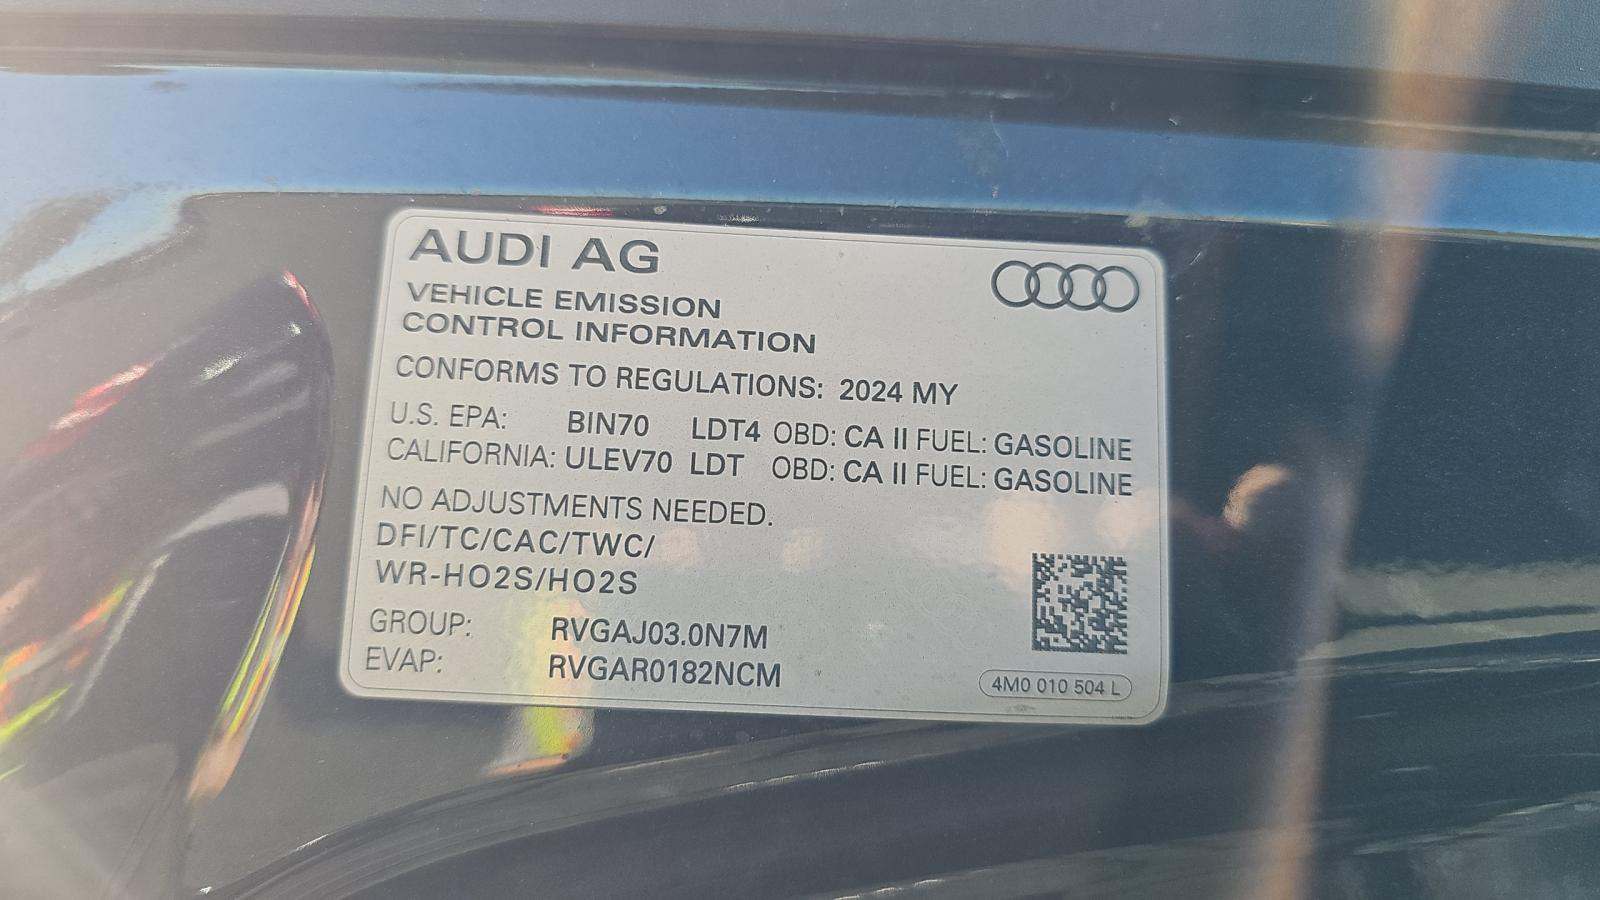 AUDI AG
VEHICLE EMISSION
CONTROL INFORMATION
CONFORMS TO REGULATIONS: 2024 MY
U.S. EPA: BIN70 LDT4 OBD: CA II FUEL: GASOLINE
CALIFORNIA: ULEV70 LDT OBD: CA II FUEL: GASOLINE
NO ADJUSTMENTS NEEDED.
DFI/TC/CAC/TWC/
WR-HO2S/HO2S
GROUP: RVGAJ03.0N7M
EVAP: RVGAR0182NCM
4M0 010 504 L